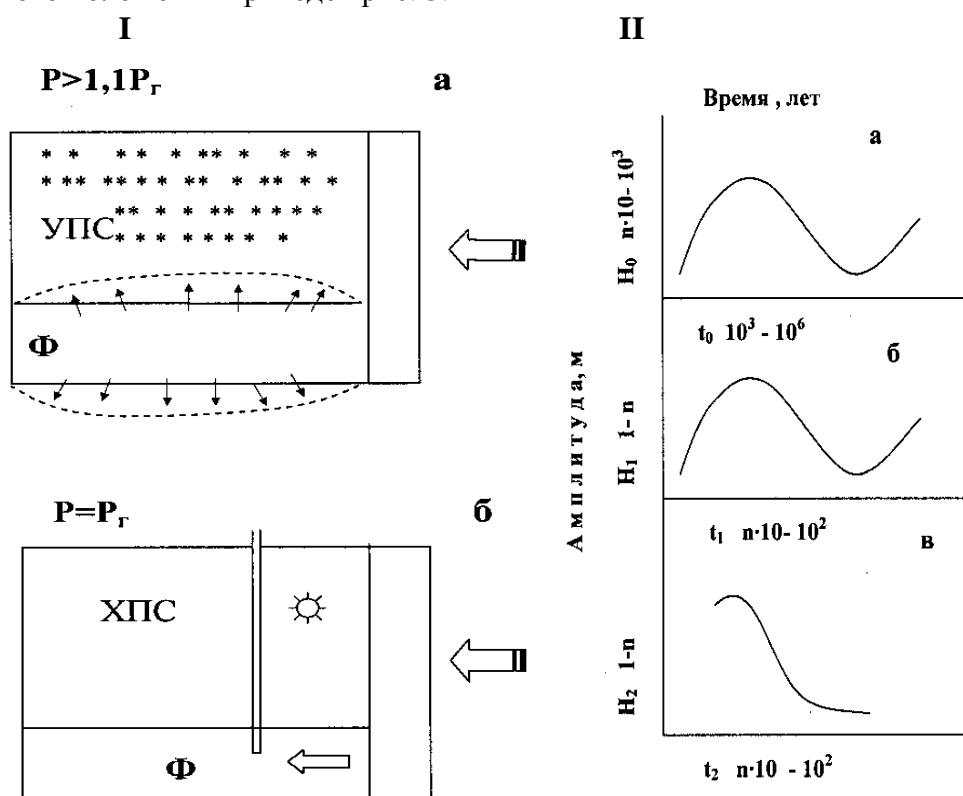 I
II
P>1,1Pг
а
УПС
Ф
P=Pг
б
ХПС
Ф
Время , лет
Амплитуда, м
а
H₀ n·10- 10³
t₀ 10³ - 10⁶
б
H₁ 1-n
t₁ n·10- 10²
в
H₂ 1-n
t₂ n·10 - 10²